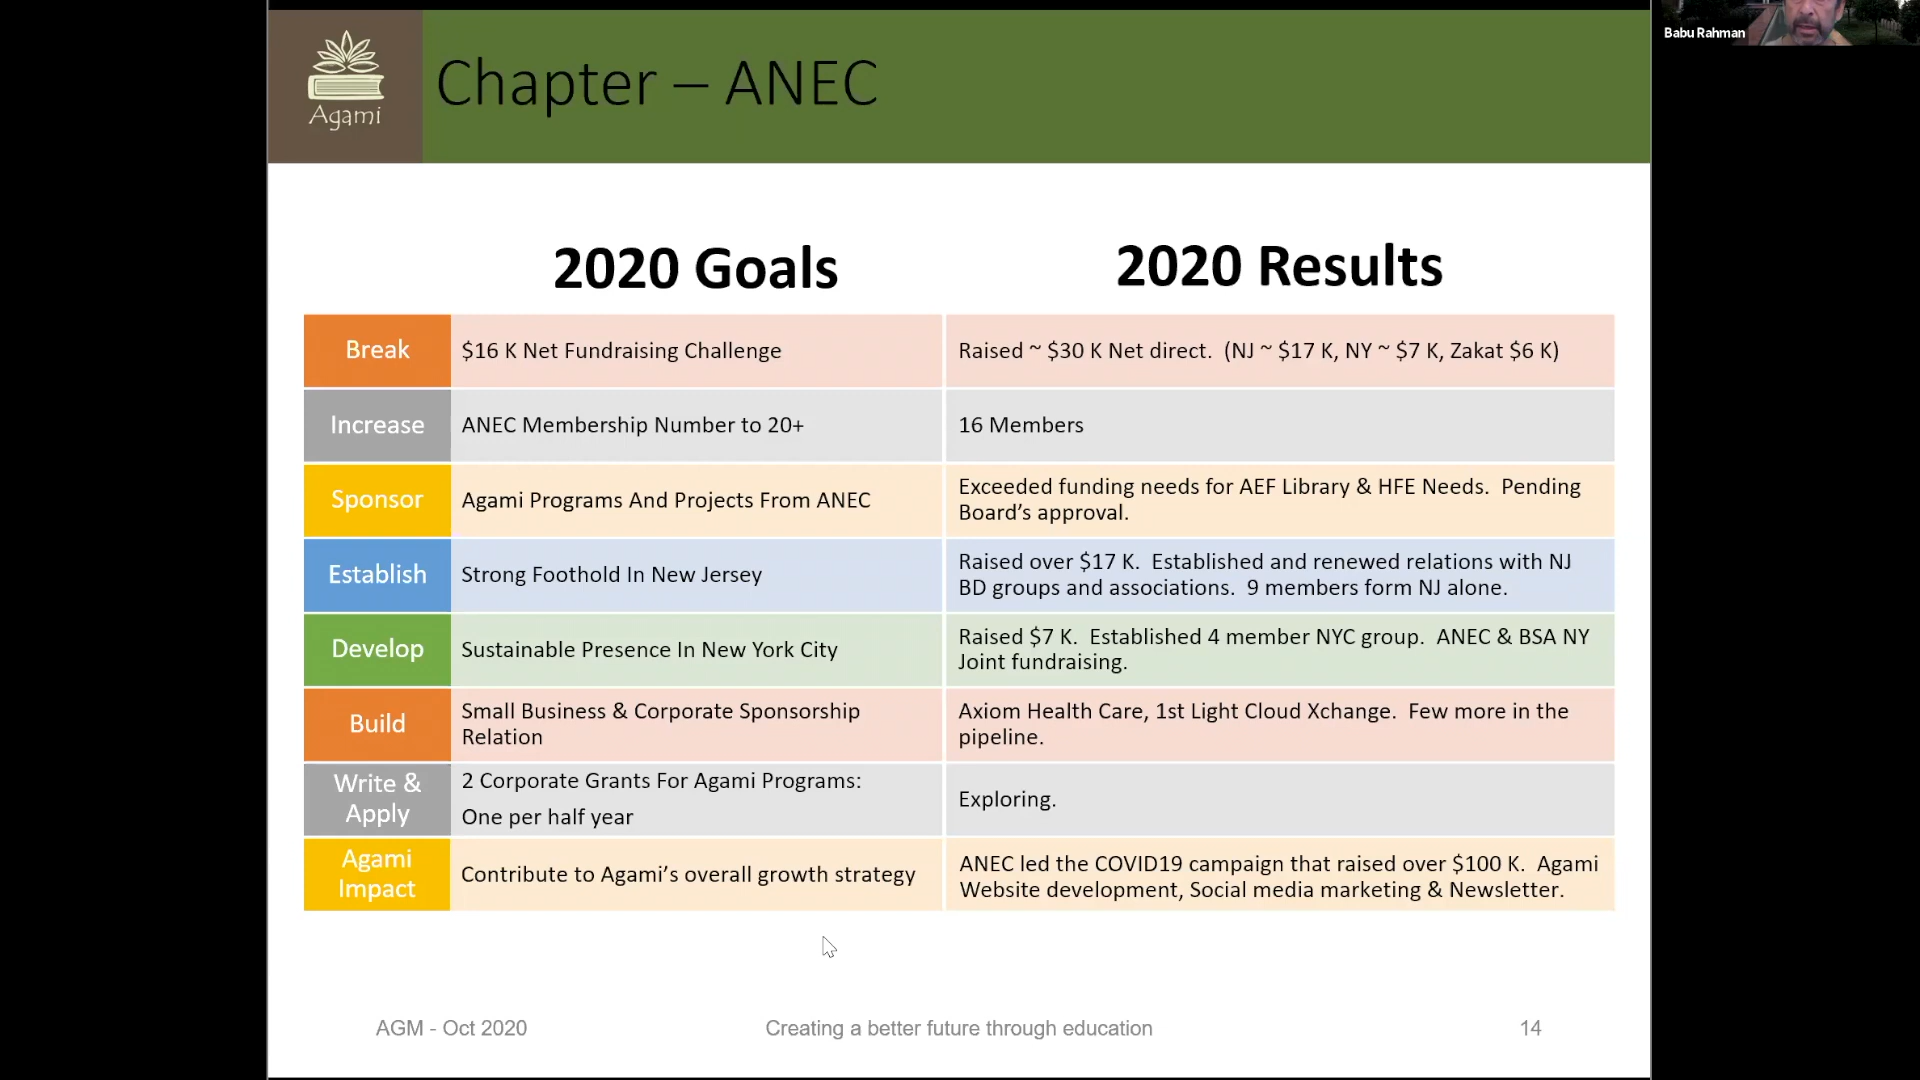 Babu Rahman
Agami
Chapter – ANEC
2020 Goals
2020 Results
Break
$16 K Net Fundraising Challenge
Raised ~ $30 K Net direct.  (NJ ~ $17 K, NY ~ $7 K, Zakat $6 K)
Increase
ANEC Membership Number to 20+
16 Members
Sponsor
Agami Programs And Projects From ANEC
Exceeded funding needs for AEF Library & HFE Needs.  Pending
Board’s approval.
Establish
Strong Foothold In New Jersey
Raised over $17 K.  Established and renewed relations with NJ
BD groups and associations.  9 members form NJ alone.
Develop
Sustainable Presence In New York City
Raised $7 K.  Established 4 member NYC group.  ANEC & BSA NY
Joint fundraising.
Build
Small Business & Corporate Sponsorship
Relation
Axiom Health Care, 1st Light Cloud Xchange.  Few more in the
pipeline.
Write &
Apply
2 Corporate Grants For Agami Programs:
One per half year
Exploring.
Agami
Impact
Contribute to Agami’s overall growth strategy
ANEC led the COVID19 campaign that raised over $100 K.  Agami
Website development, Social media marketing & Newsletter.
AGM - Oct 2020
Creating a better future through education
14